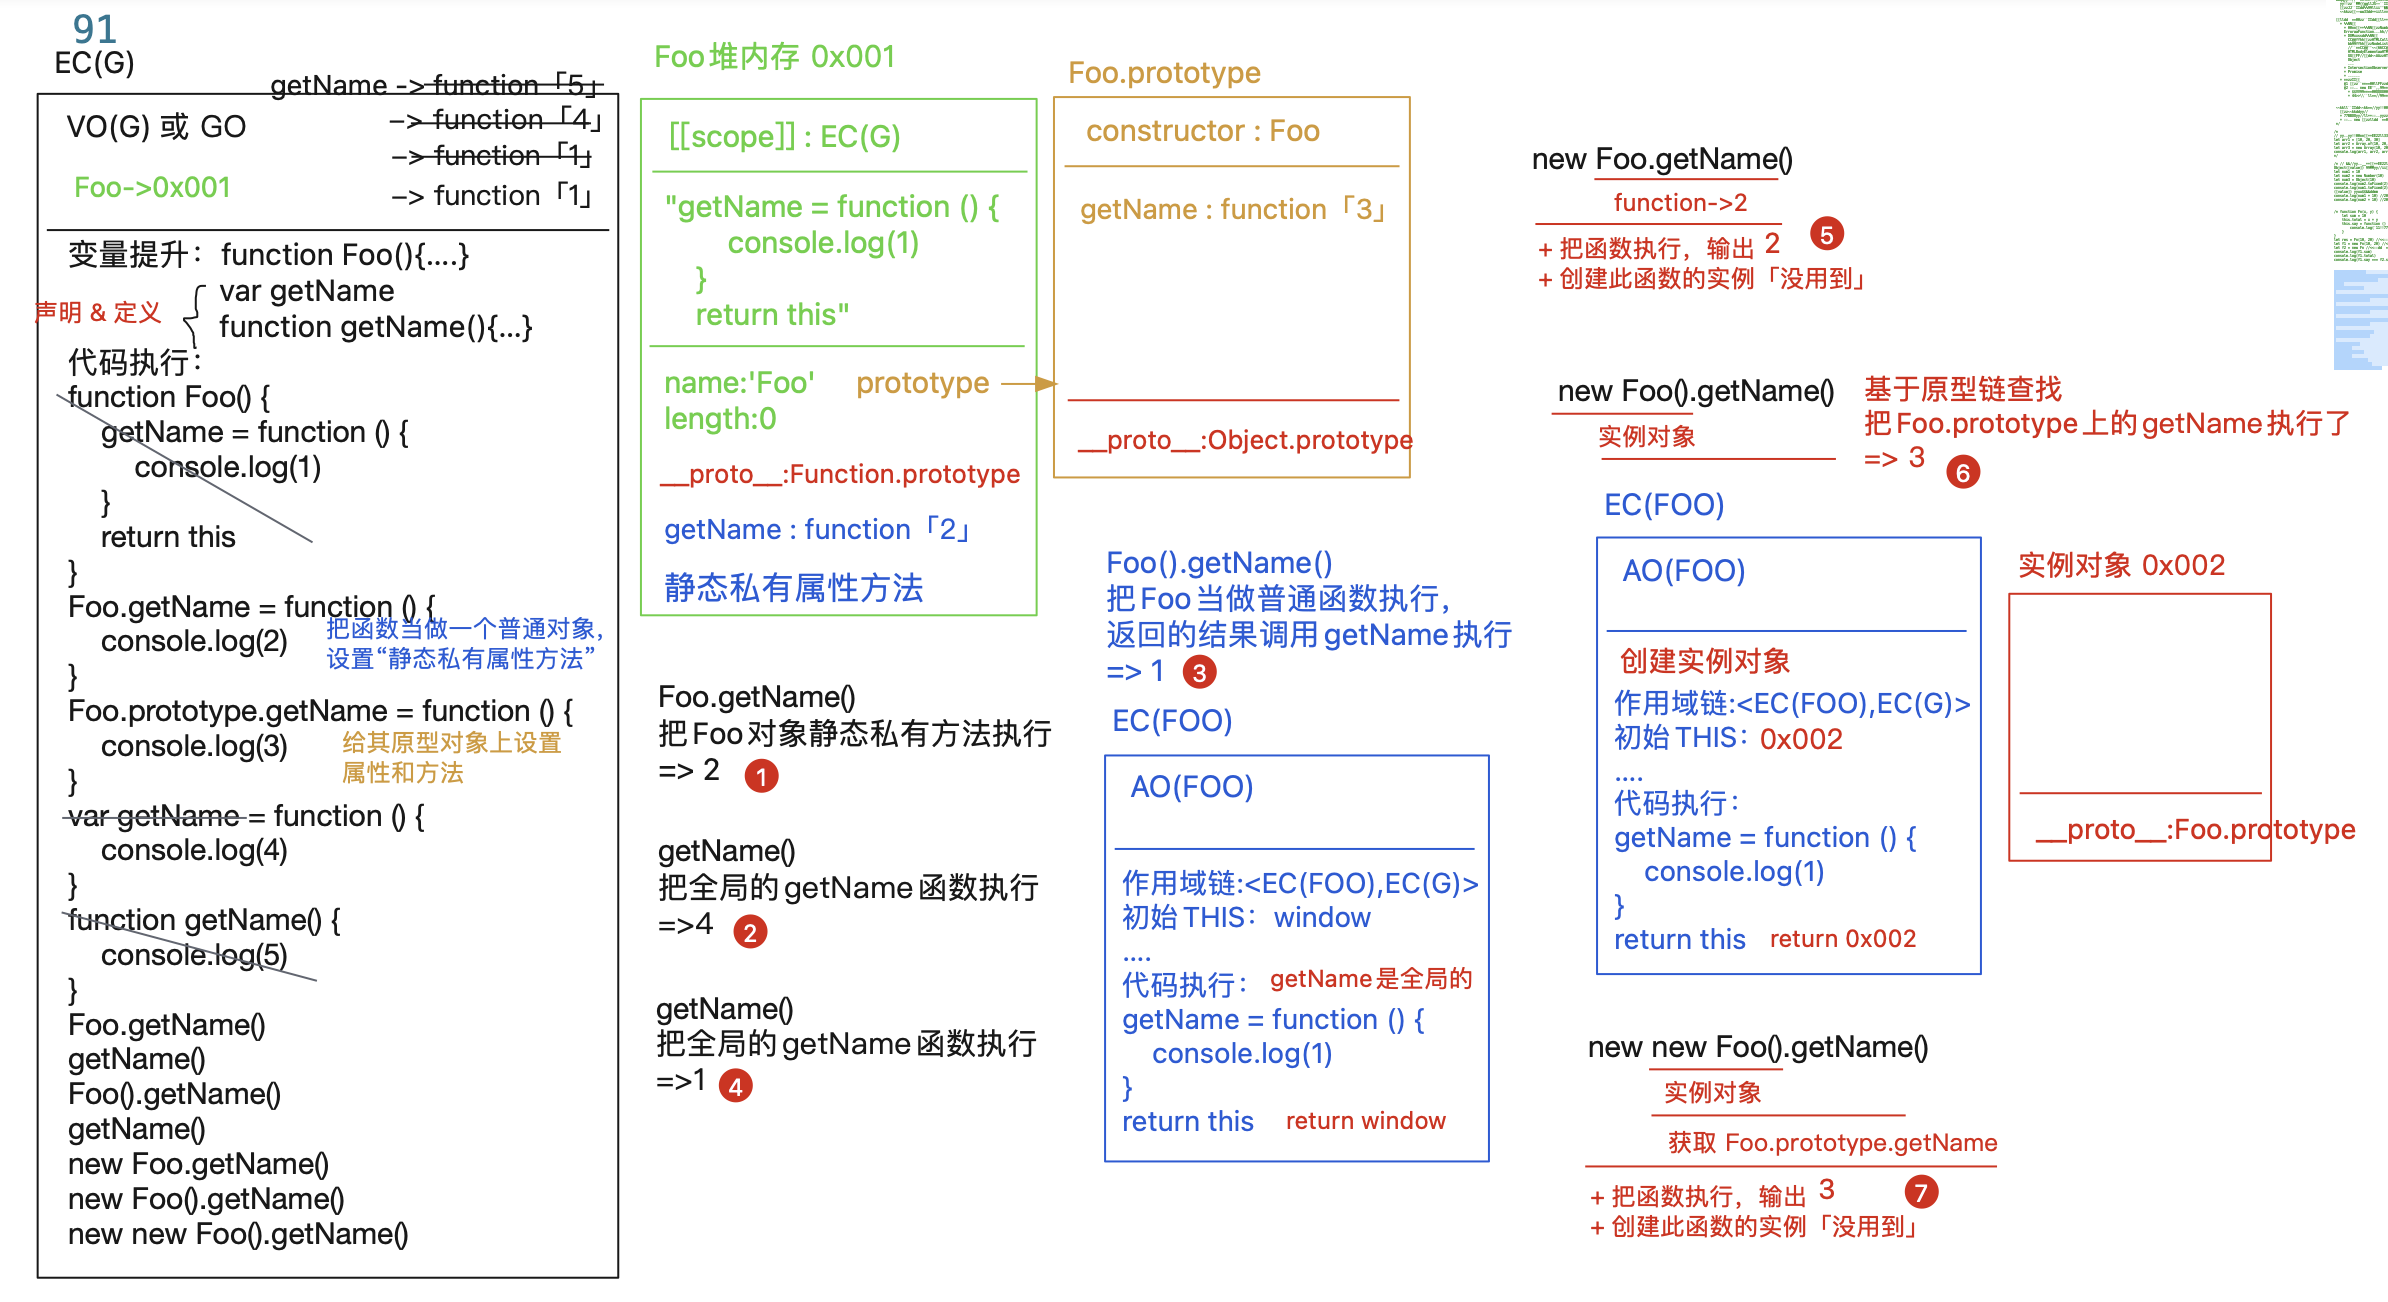 91
EC(G)
getName -> function「5」
-> function「4」
-> function「1」
-> function「1」
VO(G) 或 GO
Foo->0x001
变量提升：function Foo(){....}
var getName
声明 & 定义
function getName(){...}
代码执行：
function Foo() {
getName = function () {
console.log(1)
}
return this
}
Foo.getName = function () {
console.log(2)
}
把函数当做一个普通对象，
设置“静态私有属性方法”
Foo.prototype.getName = function () {
console.log(3)
}
给其原型对象上设置
属性和方法
var getName = function () {
console.log(4)
}
function getName() {
console.log(5)
}
Foo.getName()
getName()
Foo().getName()
getName()
new Foo.getName()
new Foo().getName()
new new Foo().getName()
Foo堆内存 0x001
[[scope]] : EC(G)
"getName = function () {
console.log(1)
}
return this"
name:'Foo' prototype
length:0
__proto__:Function.prototype
getName : function「2」
静态私有属性方法
Foo.prototype
constructor : Foo
getName : function「3」
__proto__:Object.prototype
Foo.getName()
把Foo对象静态私有方法执行
=> 2 1
getName()
把全局的getName函数执行
=>4 2
getName()
把全局的getName函数执行
=>1 4
Foo().getName()
把Foo当做普通函数执行，
返回的结果调用getName执行
=> 1 3
EC(FOO)
AO(FOO)
作用域链:<EC(FOO),EC(G)>
初始THIS：window
....
代码执行： getName是全局的
getName = function () {
console.log(1)
}
return this return window
new Foo.getName()
function->2
+ 把函数执行，输出 2 5
+ 创建此函数的实例「没用到」
new Foo().getName()
实例对象
基于原型链查找
把Foo.prototype上的getName执行了
=> 3 6
EC(FOO)
AO(FOO)
创建实例对象
作用域链:<EC(FOO),EC(G)>
初始THIS：0x002
....
代码执行：
getName = function () {
console.log(1)
}
return this return 0x002
实例对象 0x002
__proto__:Foo.prototype
new new Foo().getName()
实例对象
获取 Foo.prototype.getName
+ 把函数执行，输出 3 7
+ 创建此函数的实例「没用到」